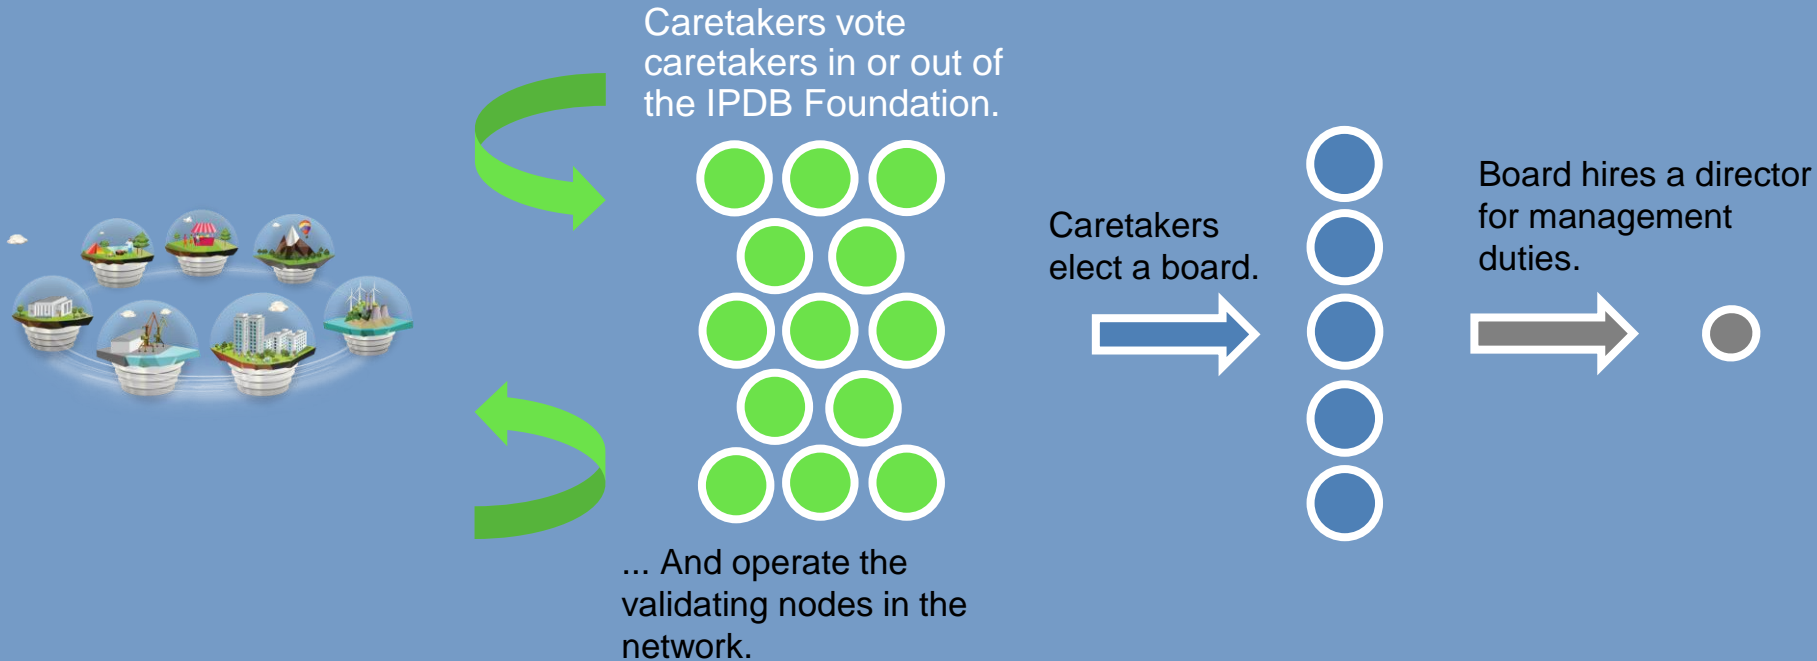 Caretakers vote
caretakers in or out of
the IPDB Foundation.
Caretakers
elect a board.
Board hires a director
for management
duties.
... And operate the
validating nodes in the
network.